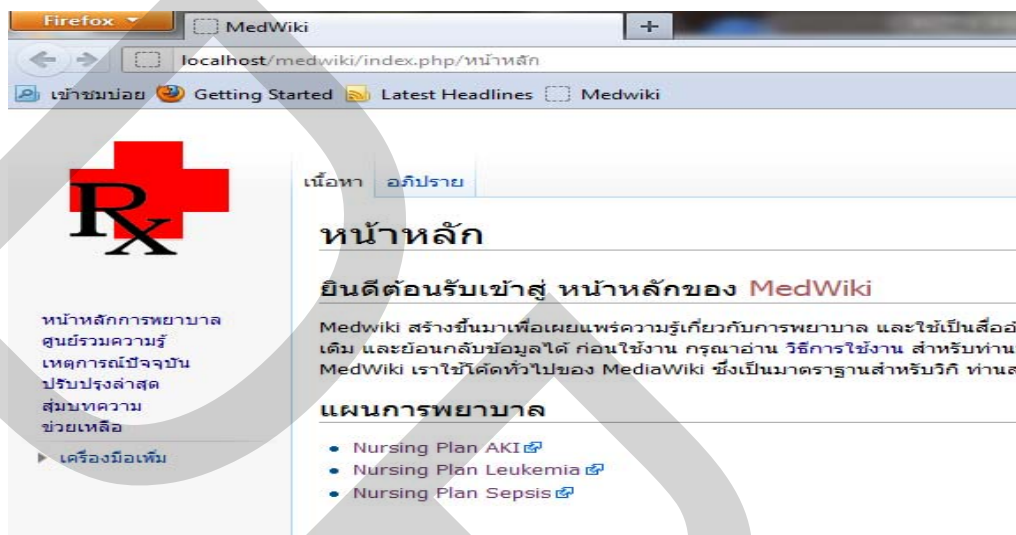 Firefox
MedWiki
localhost/medwiki/index.php/หน้าหลัก
เข้าชมบ่อย Getting Started Latest Headlines Medwiki
Rx
เนื้อหา อภิปราย
หน้าหลัก
ยินดีต้อนรับเข้าสู่ หน้าหลักของ MedWiki
Medwiki สร้างขึ้นมาเพื่อเผยแพร่ความรู้เกี่ยวกับการพยาบาล และใช้เป็นสื่อ
เดิม และย้อนกลับข้อมูลได้ ก่อนใช้งาน กรุณาอ่าน วิธีการใช้งาน สำหรับท่าน
MedWiki เราใช้โค้ดทั่วไปของ MediaWiki ซึ่งเป็นมาตราฐานสำหรับวิกิ
แผนการพยาบาล
Nursing Plan AKI
Nursing Plan Leukemia
Nursing Plan Sepsis
หน้าหลักการพยาบาล
ศูนย์รวมความรู้
เหตุการณ์ปัจจุบัน
ปรับปรุงล่าสุด
สุ่มบทความ
ช่วยเหลือ
เครื่องมือเพิ่ม